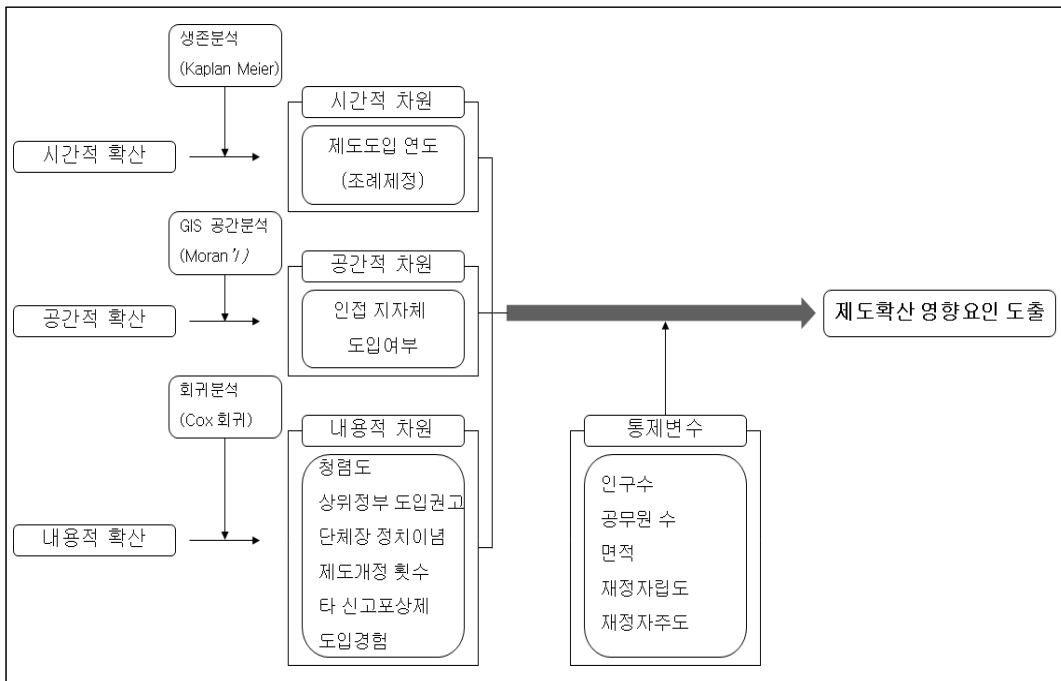 생존분석
(Kaplan Meier)
시간적 차원
제도도입 연도
(조례제정)
시간적 확산
GIS 공간분석
(Moran'I)
공간적 차원
인접 지자체
도입여부
공간적 확산
제도확산 영향요인 도출
회귀분석
(Cox 회귀)
내용적 차원
청렴도
상위정부 도입권고
단체장 정치이념
제도개정 횟수
타 신고포상제
도입경험
내용적 확산
통제변수
인구수
공무원 수
면적
재정자립도
재정자주도